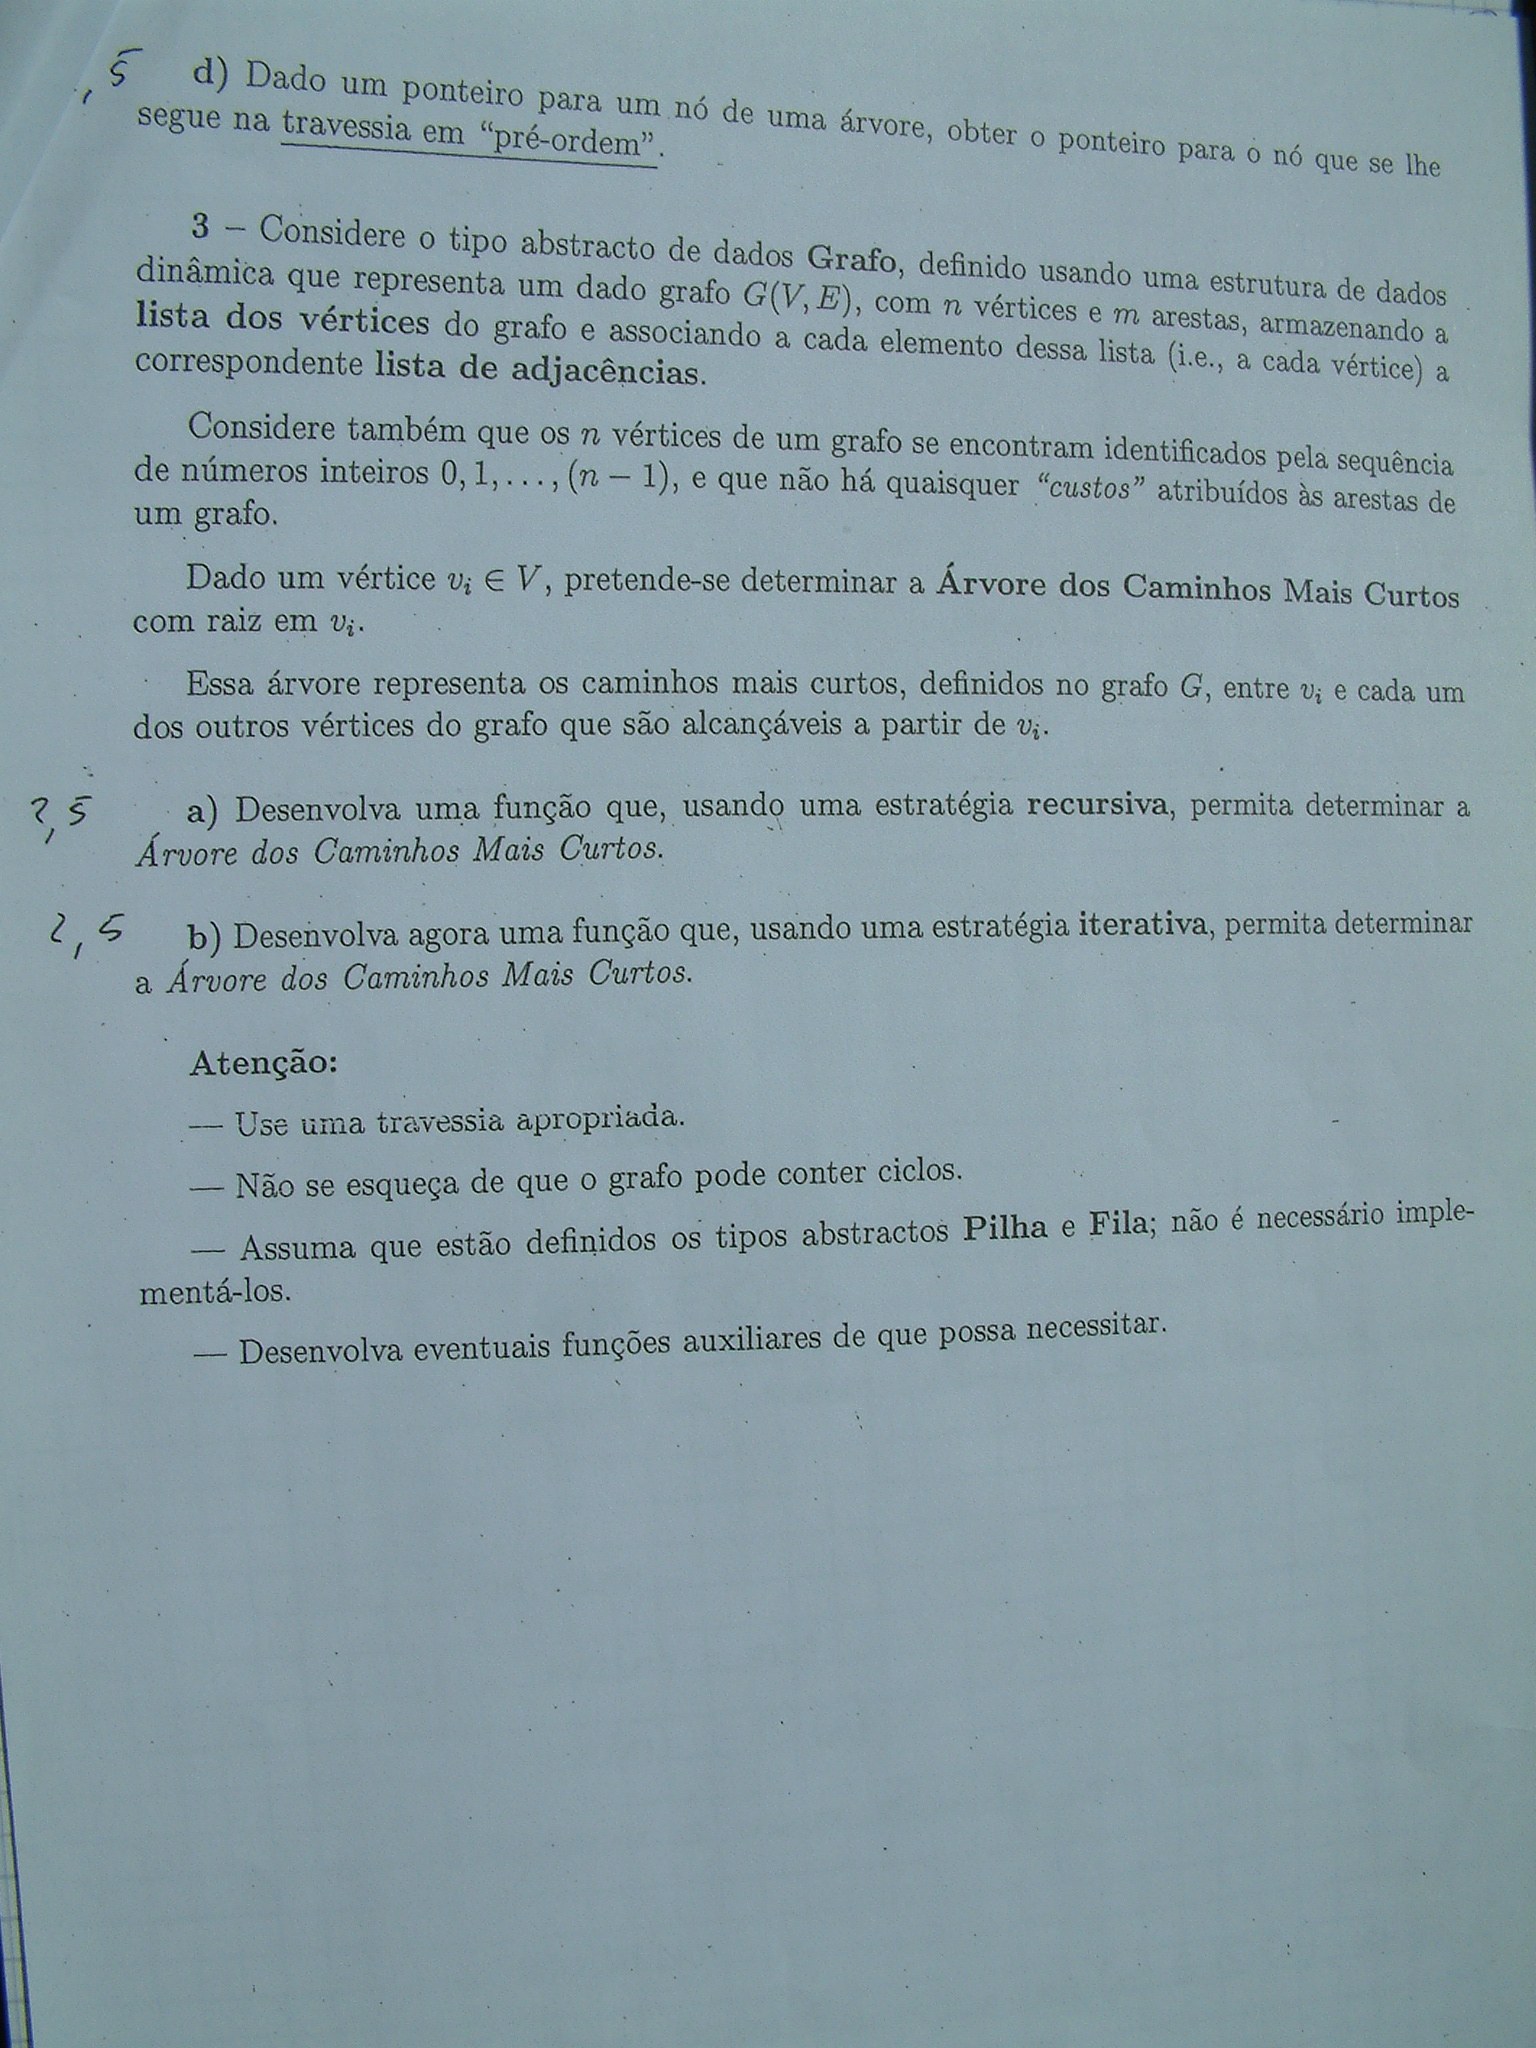 ,5 d) Dado um ponteiro para um nó de uma árvore, obter o ponteiro para o nó que se lhe
segue na travessia em “pré-ordem”.
3 – Considere o tipo abstracto de dados Grafo, definido usando uma estrutura de dados
dinâmica que representa um dado grafo G(V, E), com n vértices e m arestas, armazenando a
lista dos vértices do grafo e associando a cada elemento dessa lista (i.e., a cada vértice) a
correspondente lista de adjacências.
Considere também que os n vértices de um grafo se encontram identificados pela sequência
de números inteiros 0, 1, . . . , (n − 1), e que não há quaisquer “custos” atribuídos às arestas de
um grafo.
Dado um vértice vᵢ ∈ V, pretende-se determinar a Árvore dos Caminhos Mais Curtos
com raiz em vᵢ.
Essa árvore representa os caminhos mais curtos, definidos no grafo G, entre vᵢ e cada um
dos outros vértices do grafo que são alcançáveis a partir de vᵢ.
2,5 a) Desenvolva uma função que, usando uma estratégia recursiva, permita determinar a
Árvore dos Caminhos Mais Curtos.
2,5 b) Desenvolva agora uma função que, usando uma estratégia iterativa, permita determinar
a Árvore dos Caminhos Mais Curtos.
Atenção:
— Use uma travessia apropriada.
— Não se esqueça de que o grafo pode conter ciclos.
— Assuma que estão definidos os tipos abstractos Pilha e Fila; não é necessário imple-
mentá-los.
— Desenvolva eventuais funções auxiliares de que possa necessitar.